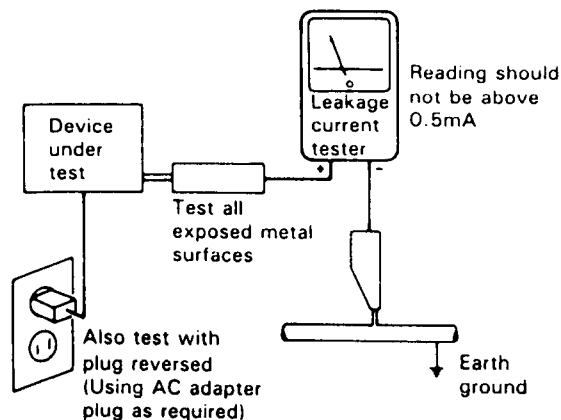 Reading should
not be above
0.5mA
Leakage
current
tester
+
-
Device
under
test
Test all
exposed metal
surfaces
Also test with
plug reversed
(Using AC adapter
plug as required)
Earth
ground